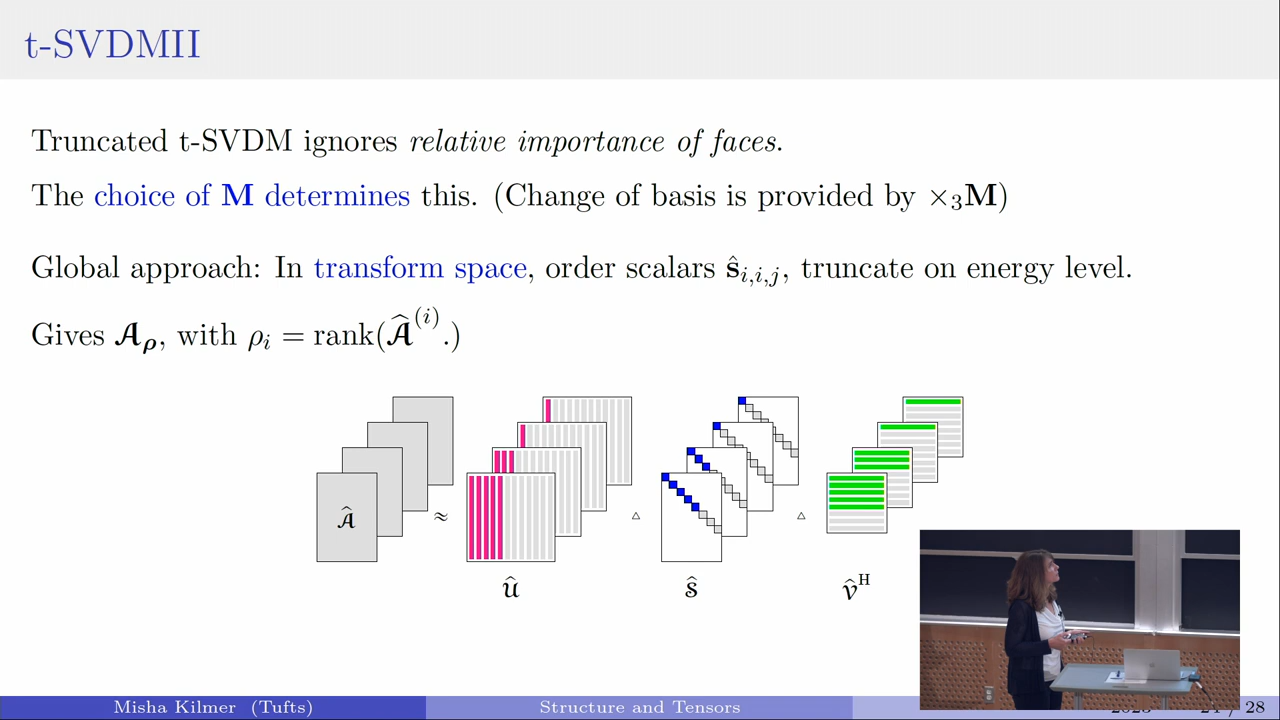 t-SVDMII
Truncated t-SVDM ignores relative importance of faces.
The choice of M determines this. (Change of basis is provided by ×₃M)
Global approach: In transform space, order scalars ŝᵢ,ᵢ,ⱼ, truncate on energy level.
Gives 𝓐_ρ, with ρᵢ = rank(𝓐̂⁽ⁱ⁾.)
𝓐̂ ≈ △ △
𝓤̂ 𝓢̂ 𝓥̂ᴴ
Misha Kilmer (Tufts) Structure and Tensors / 28